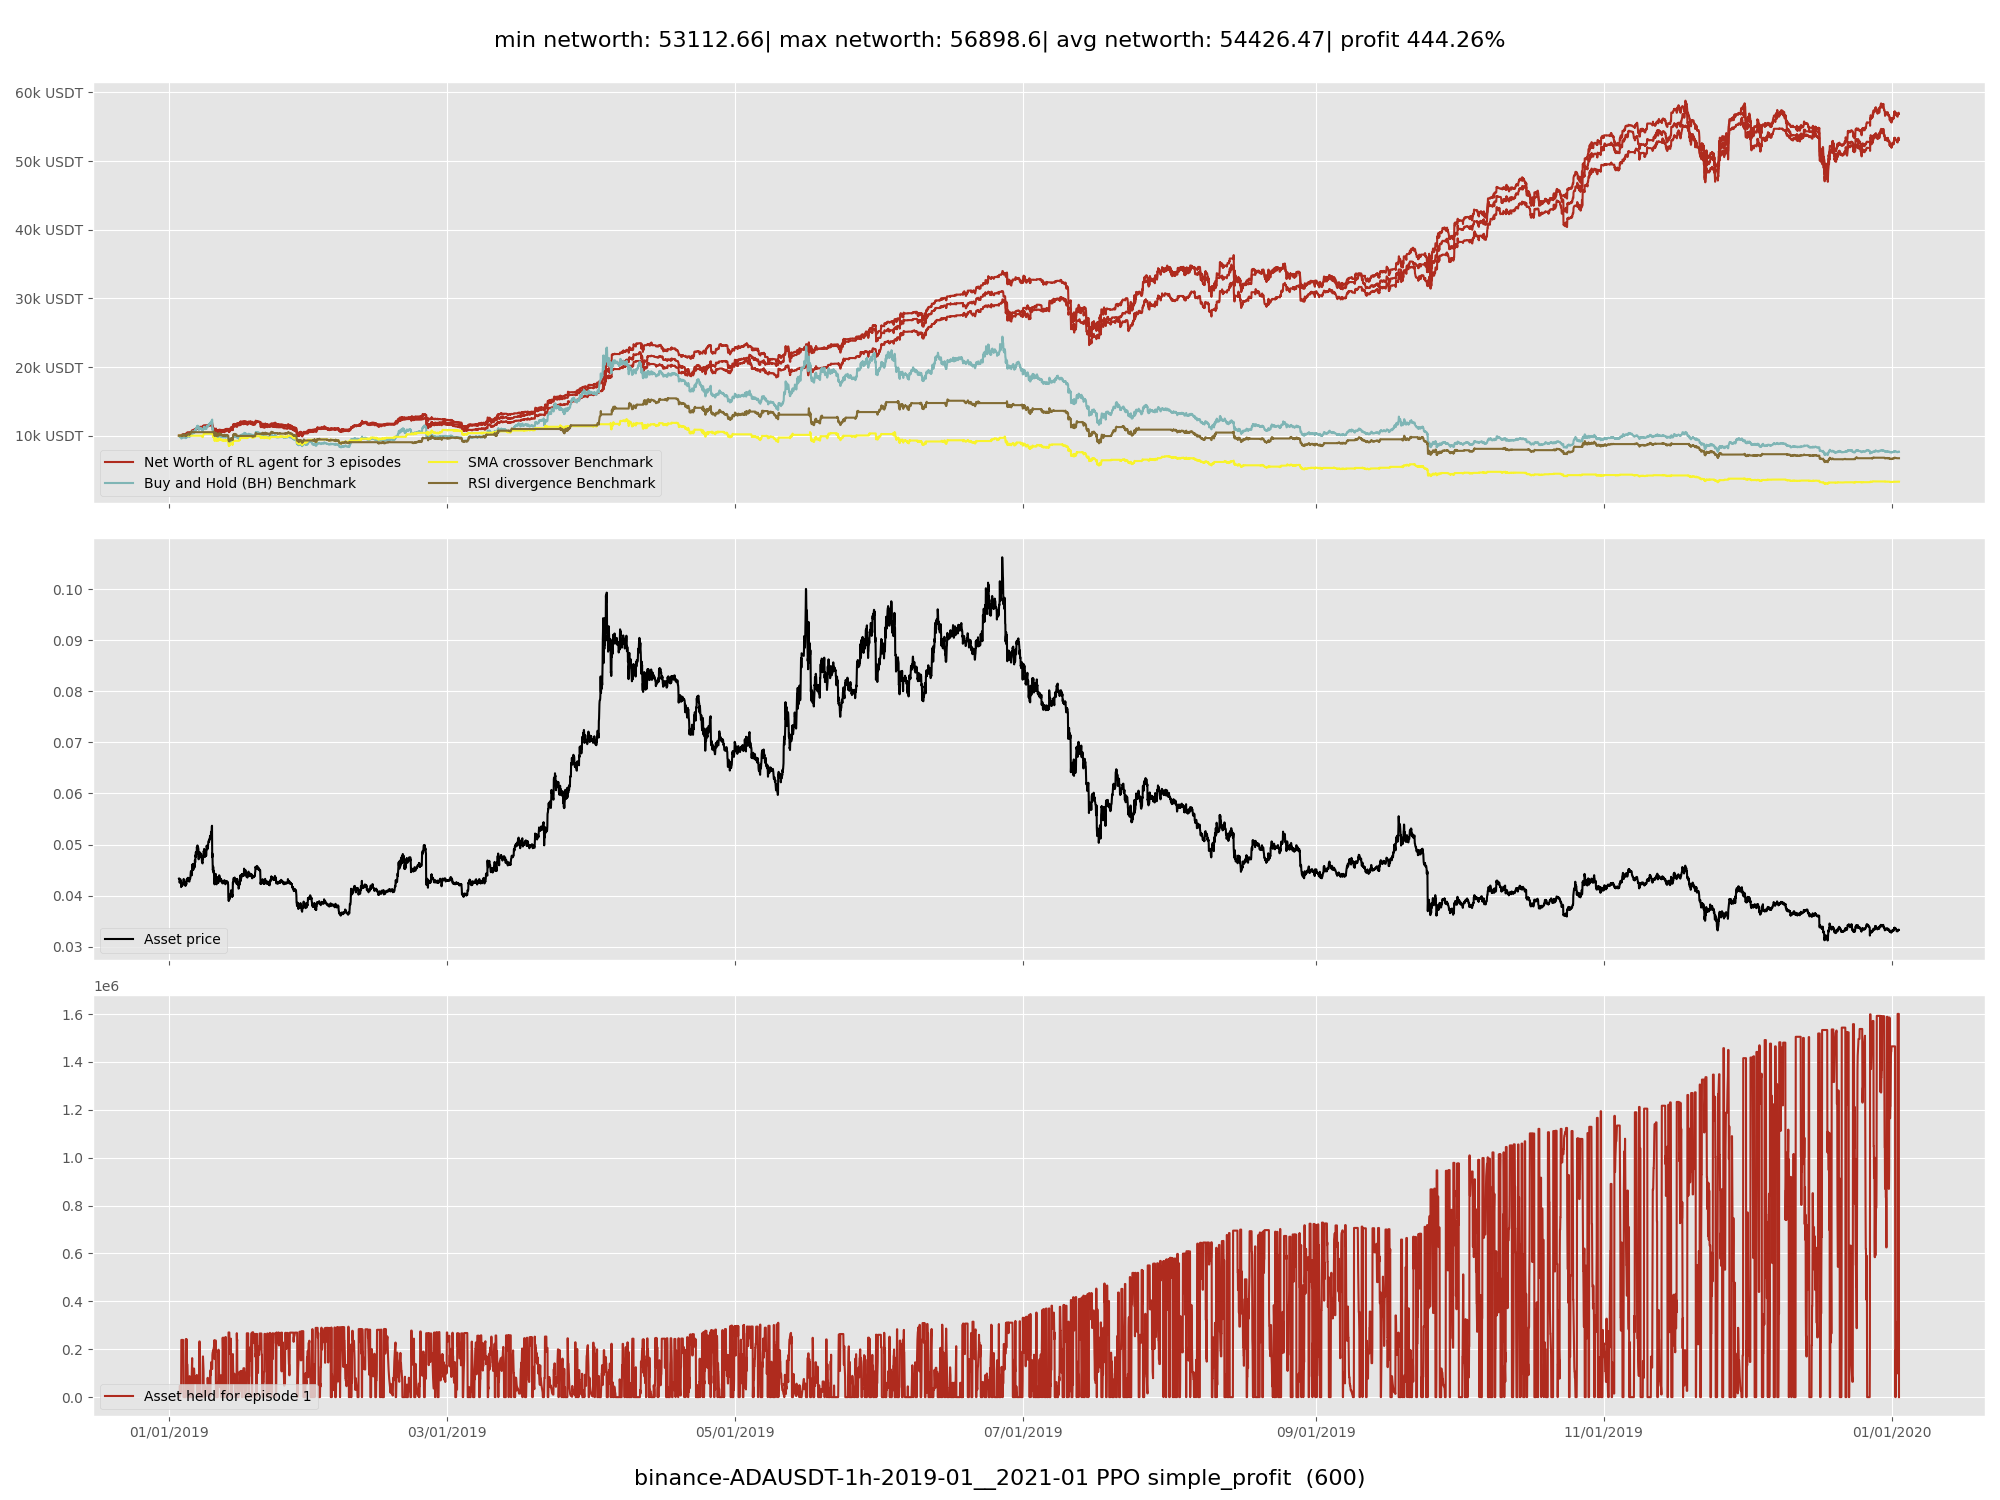 min networth: 53112.66| max networth: 56898.6| avg networth: 54426.47| profit 444.26%
60k USDT
50k USDT
40k USDT
30k USDT
20k USDT
10k USDT
Net Worth of RL agent for 3 episodes
Buy and Hold (BH) Benchmark
SMA crossover Benchmark
RSI divergence Benchmark
0.10
0.09
0.08
0.07
0.06
0.05
0.04
0.03
Asset price
1e6
1.6
1.4
1.2
1.0
0.8
0.6
0.4
0.2
0.0
Asset held for episode 1
01/01/2019
03/01/2019
05/01/2019
07/01/2019
09/01/2019
11/01/2019
01/01/2020
binance-ADAUSDT-1h-2019-01__2021-01 PPO simple_profit  (600)